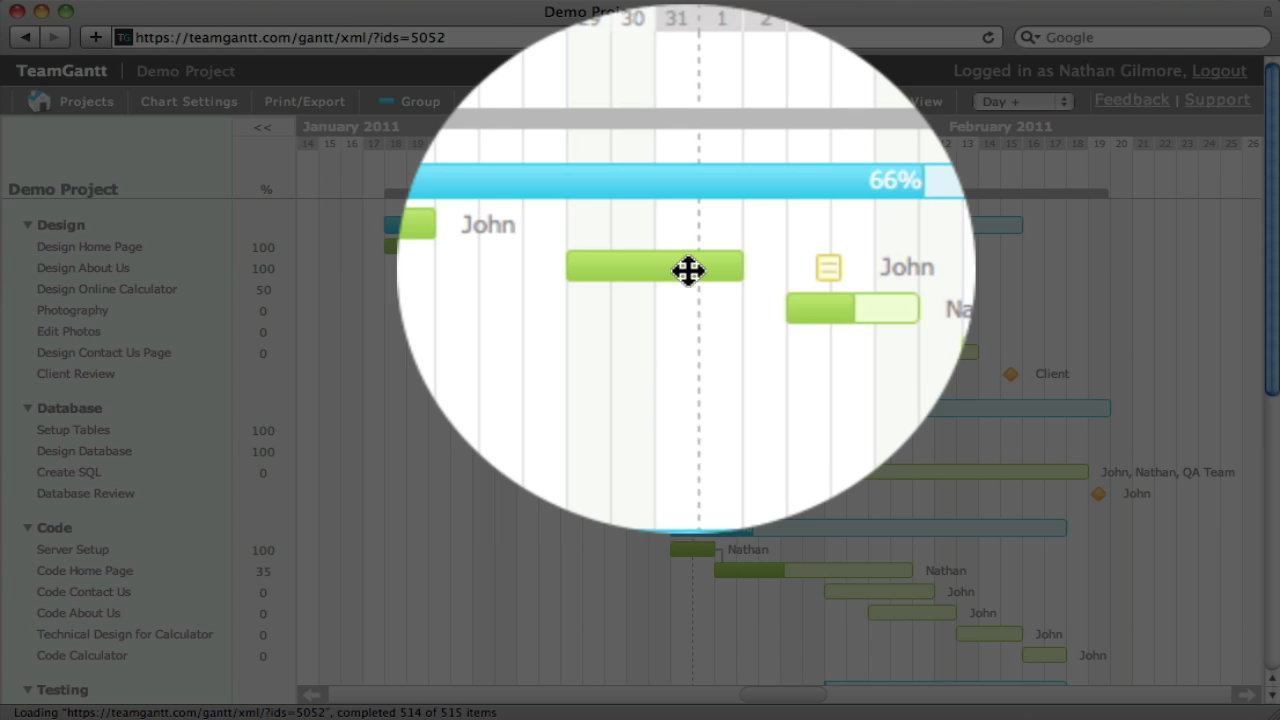 Demo Proje
https://teamgantt.com/gantt/xml/?ids=5052
Google
TeamGantt Demo Project Logged in as Nathan Gilmore, Logout
Projects Chart Settings Print/Export Group View Day + Feedback | Support
<< January 2011 February 2011
14 15 16 17 18 19 29 30 31 1 2 12 13 14 15 16 17 18 19 20 21 22 23 24 25 26
Demo Project %
66%
Design
Design Home Page 100 John
Design About Us 100 John
Design Online Calculator 50 Na
Photography 0
Edit Photos 0
Design Contact Us Page 0
Client Review Client
Database
Setup Tables 100
Design Database 100
Create SQL 0 John, Nathan, QA Team
Database Review John
Code
Server Setup 100 Nathan
Code Home Page 35 Nathan
Code Contact Us 0 John
Code About Us 0 John
Technical Design for Calculator 0 John
Code Calculator 0 John
Testing
Loading "https://teamgantt.com/gantt/xml/?ids=5052", completed 514 of 515 items